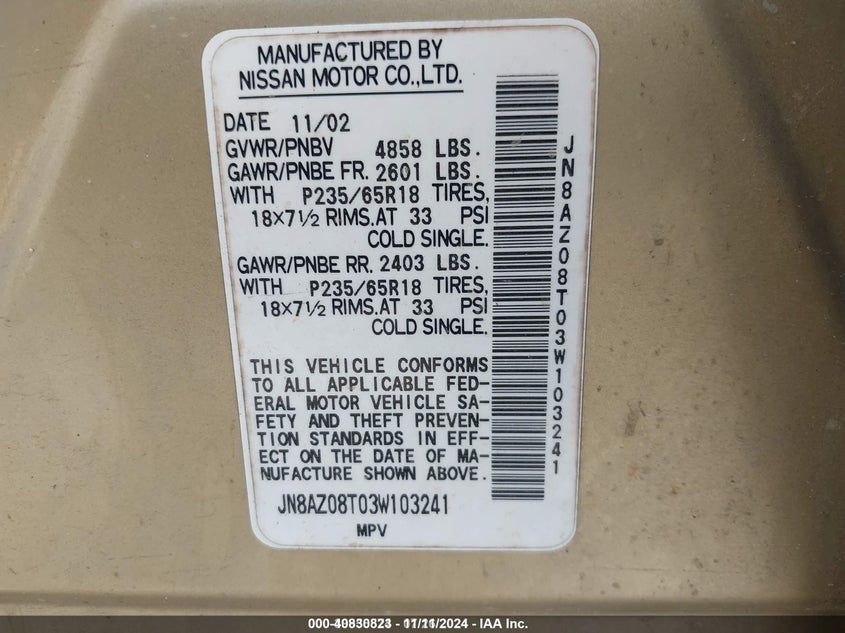 MANUFACTURED BY
NISSAN MOTOR CO.,LTD.
DATE 11/02
GVWR/PNBV 4858 LBS.
GAWR/PNBE FR. 2601 LBS.
WITH P235/65R18 TIRES,
18×7½ RIMS.AT 33 PSI
COLD SINGLE.
GAWR/PNBE RR. 2403 LBS.
WITH P235/65R18 TIRES,
18×7½ RIMS.AT 33 PSI
COLD SINGLE.
THIS VEHICLE CONFORMS
TO ALL APPLICABLE FED-
ERAL MOTOR VEHICLE SA-
FETY AND THEFT PREVEN-
TION STANDARDS IN EFF-
ECT ON THE DATE OF MA-
NUFACTURE SHOWN ABOVE.
JN8AZ08T03W103241
MPV
JN8AZ08T03W103241
000-40830823 - 11/11/2024 - IAA Inc.